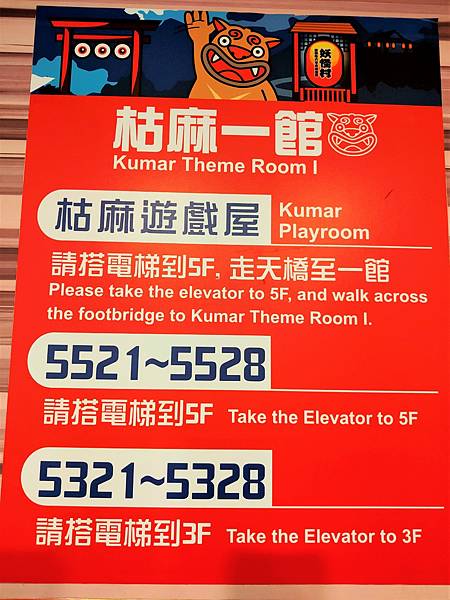 妖怪村
枯麻一館
Kumar Theme Room I
枯麻遊戲屋 Kumar Playroom
請搭電梯到5F, 走天橋至一館
Please take the elevator to 5F, and walk across
the footbridge to Kumar Theme Room I.
5521~5528
請搭電梯到5F Take the Elevator to 5F
5321~5328
請搭電梯到3F Take the Elevator to 3F